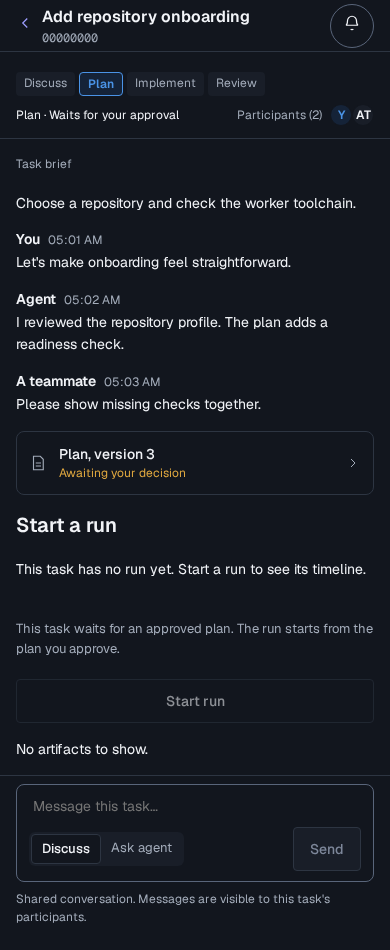 Add repository onboarding
00000000
Discuss Plan Implement Review
Plan · Waits for your approval Participants (2) Y AT
Task brief
Choose a repository and check the worker toolchain.
You 05:01 AM
Let's make onboarding feel straightforward.
Agent 05:02 AM
I reviewed the repository profile. The plan adds a
readiness check.
A teammate 05:03 AM
Please show missing checks together.
Plan, version 3
Awaiting your decision
Start a run
This task has no run yet. Start a run to see its timeline.
This task waits for an approved plan. The run starts from the
plan you approve.
Start run
No artifacts to show.
Message this task...
Discuss Ask agent Send
Shared conversation. Messages are visible to this task's
participants.